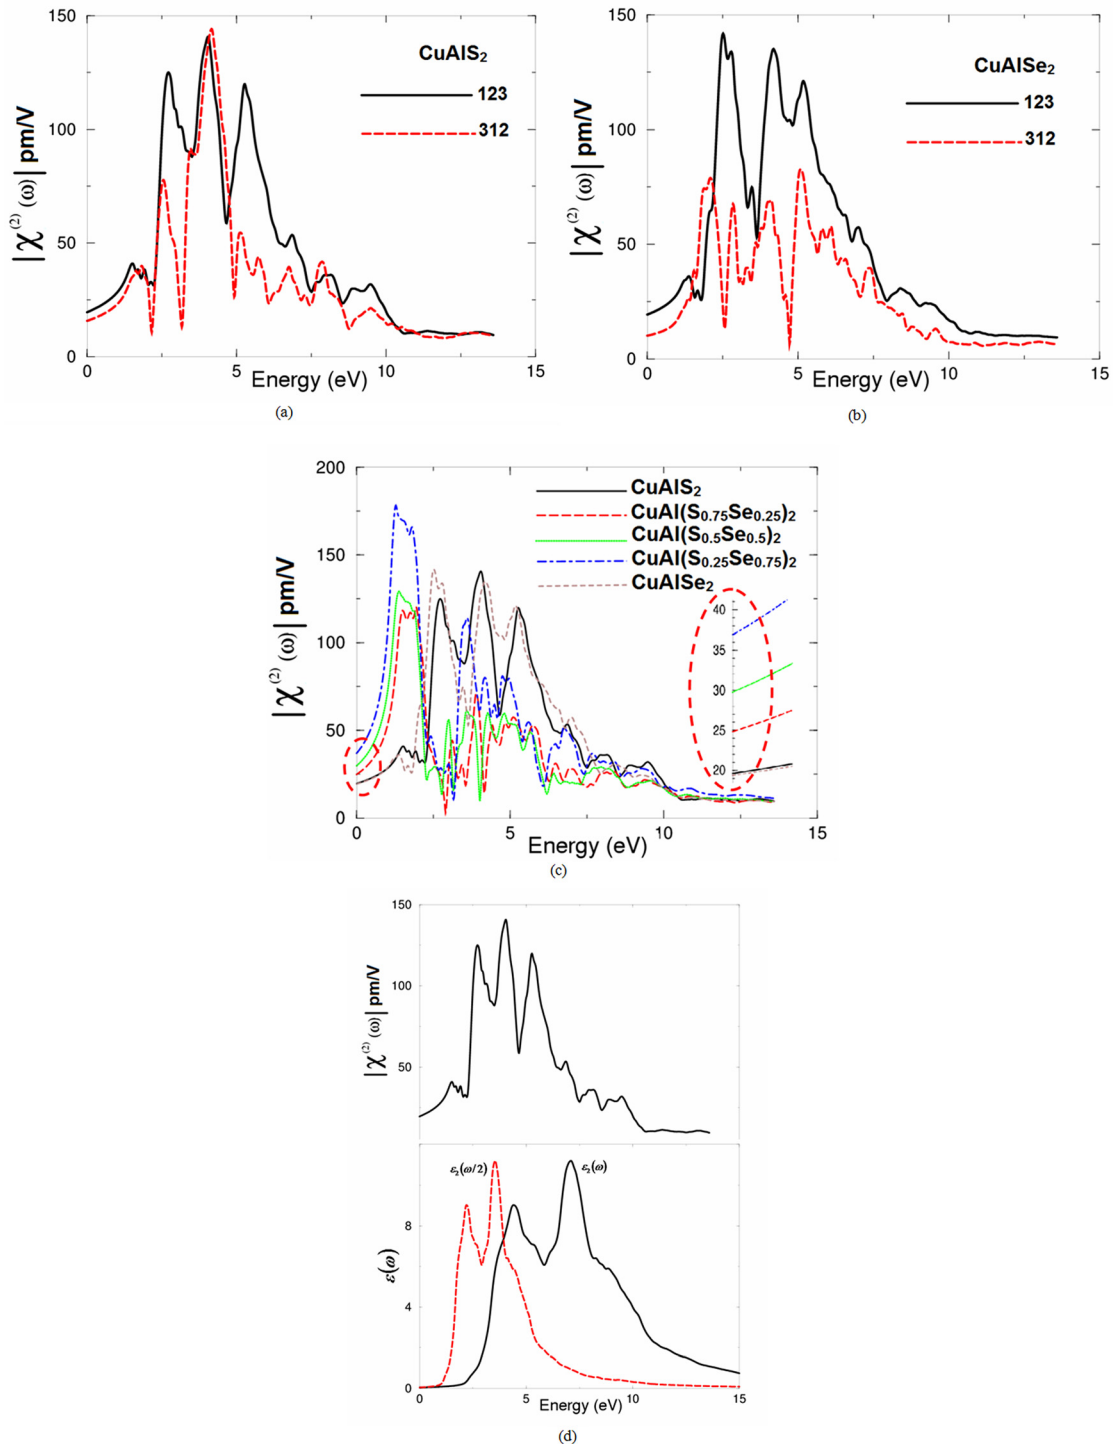 150
CuAlS2
123
312
100
50
0
|χ(2)(ω)| pm/V
0 5 10 15
Energy (eV)
(a)
150
CuAlSe2
123
312
100
50
0
|χ(2)(ω)| pm/V
0 5 10 15
Energy (eV)
(b)
200
CuAlS2
CuAl(S0.75Se0.25)2
CuAl(S0.5Se0.5)2
CuAl(S0.25Se0.75)2
CuAlSe2
150
100
50
0
|χ(2)(ω)| pm/V
40
35
30
25
20
0 5 10 15
Energy (eV)
(c)
150
100
50
|χ(2)(ω)| pm/V
ε2(ω/2) ε2(ω)
8
4
0
ε(ω)
0 5 10 15
Energy (eV)
(d)